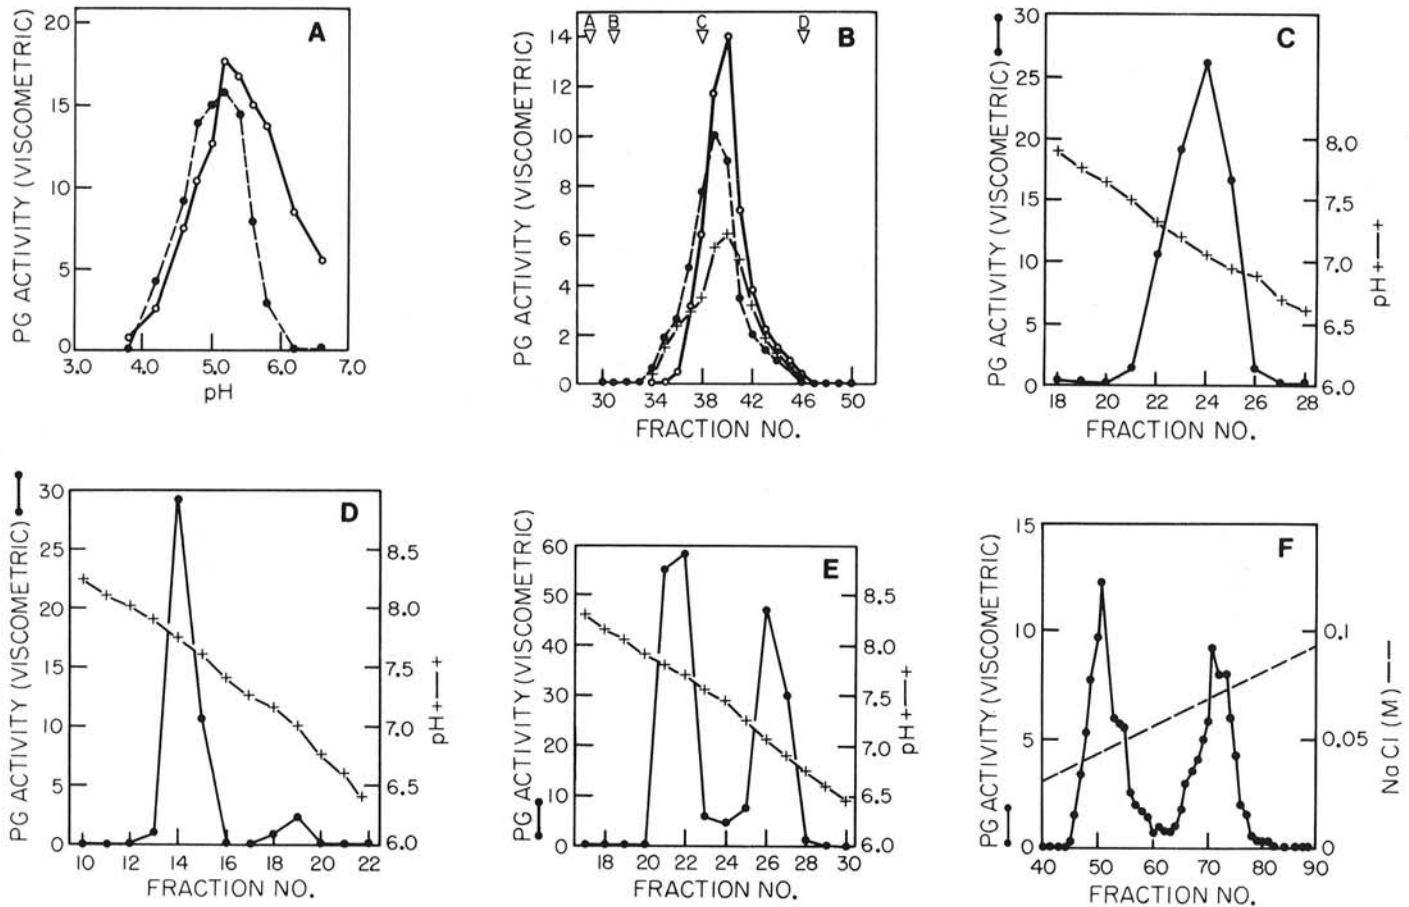 A
PG ACTIVITY (VISCOMETRIC)
20
15
10
5
0
3.0 4.0 5.0 6.0 7.0
pH
B
A B C D
PG ACTIVITY (VISCOMETRIC)
14
12
10
8
6
4
2
0
30 34 38 42 46 50
FRACTION NO.
C
PG ACTIVITY (VISCOMETRIC)
30
25
20
15
10
5
0
8.0
7.5
7.0
6.5
6.0
pH +—+
18 20 22 24 26 28
FRACTION NO.
D
PG ACTIVITY (VISCOMETRIC)
30
25
20
15
10
5
0
8.5
8.0
7.5
7.0
6.5
6.0
pH +—+
10 12 14 16 18 20 22
FRACTION NO.
E
PG ACTIVITY (VISCOMETRIC)
60
50
40
30
20
10
0
8.5
8.0
7.5
7.0
6.5
6.0
pH +—+
18 20 22 24 26 28 30
FRACTION NO.
F
PG ACTIVITY (VISCOMETRIC)
15
10
5
0
0.1
0.05
0
NaCl (M) ——
40 50 60 70 80 90
FRACTION NO.